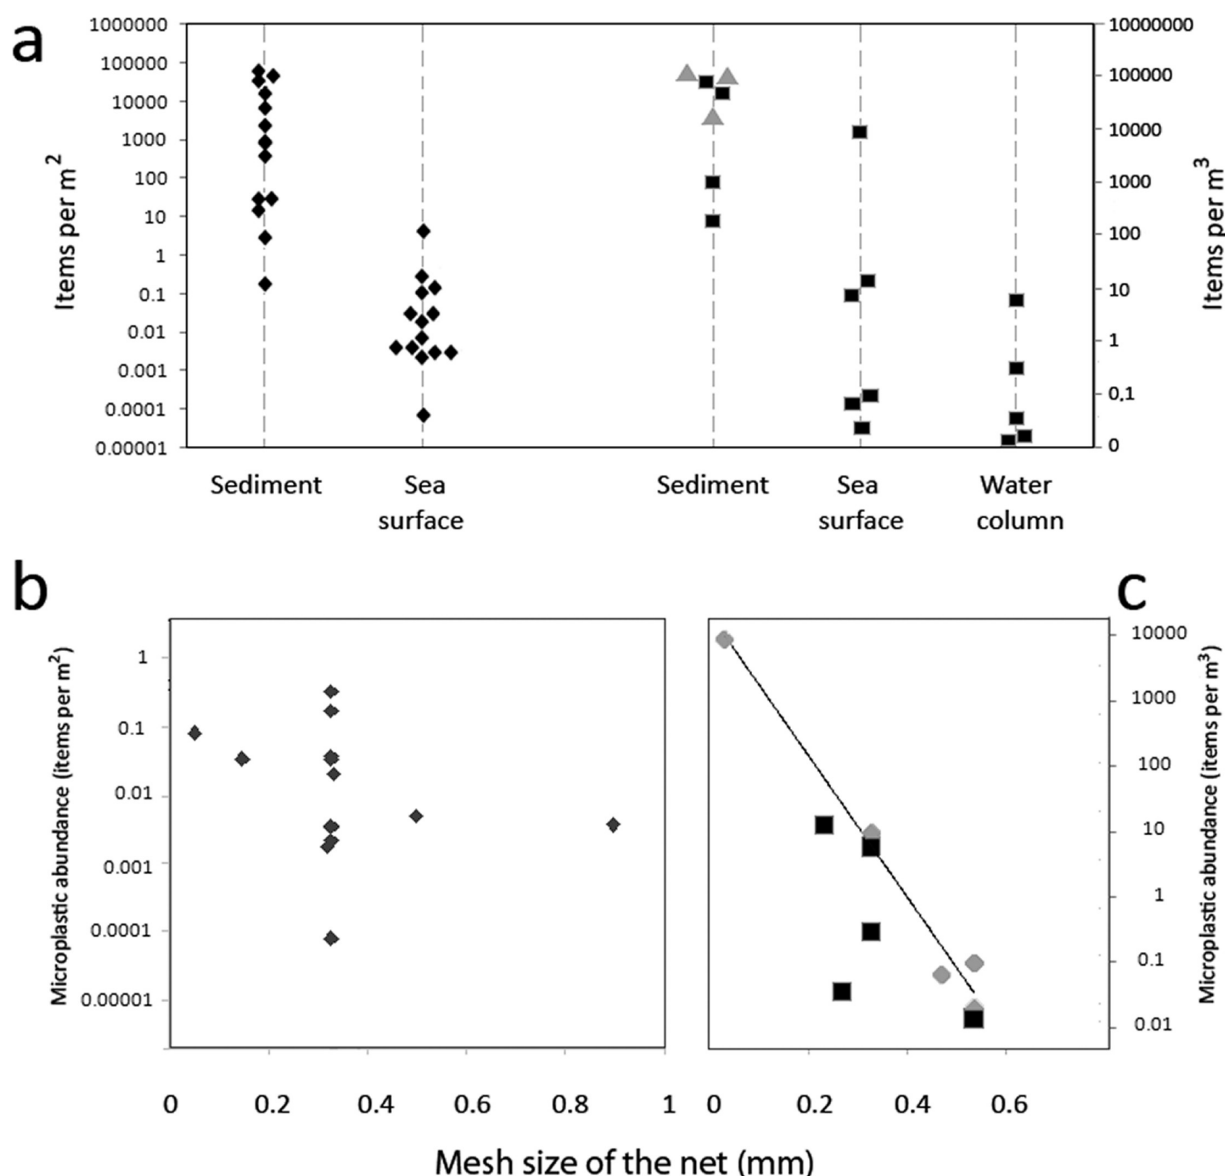 a
Items per m2
1000000
100000
10000
1000
100
10
1
0.1
0.01
0.001
0.0001
0.00001
10000000
100000
10000
1000
100
10
1
0,1
0
Items per m3
Sediment
Sea
surface
Sediment
Sea
surface
Water
column
b
Microplastic abundance (items per m2)
1
0.1
0.01
0.001
0.0001
0.00001
0 0.2 0.4 0.6 0.8 1
c
10000
1000
100
10
1
0.1
0.01
Microplastic abundance (items per m3)
0 0.2 0.4 0.6
Mesh size of the net (mm)